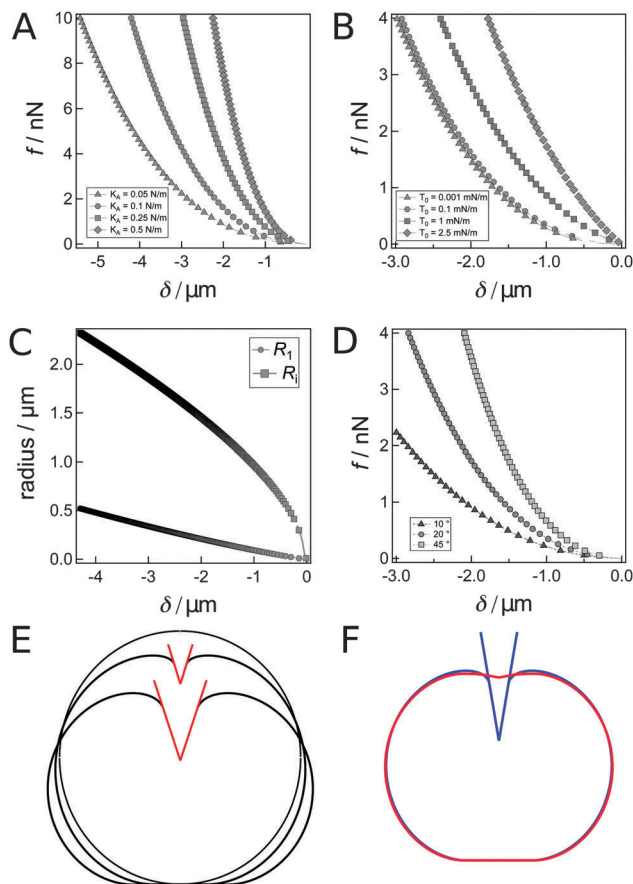 A
B
10
8
6
4
2
0
f / nN
K_A = 0.05 N/m
K_A = 0.1 N/m
K_A = 0.25 N/m
K_A = 0.5 N/m
-5 -4 -3 -2 -1
δ / μm
4
3
2
1
0
f / nN
T_0 = 0.001 mN/m
T_0 = 0.1 mN/m
T_0 = 1 mN/m
T_0 = 2.5 mN/m
-3.0 -2.0 -1.0 0.0
δ / μm
C
D
2.0
1.5
1.0
0.5
0.0
radius / μm
R_1
R_i
-4 -3 -2 -1 0
δ / μm
4
3
2
1
0
f / nN
10 °
20 °
45 °
-3.0 -2.0 -1.0 0.0
δ / μm
E
F